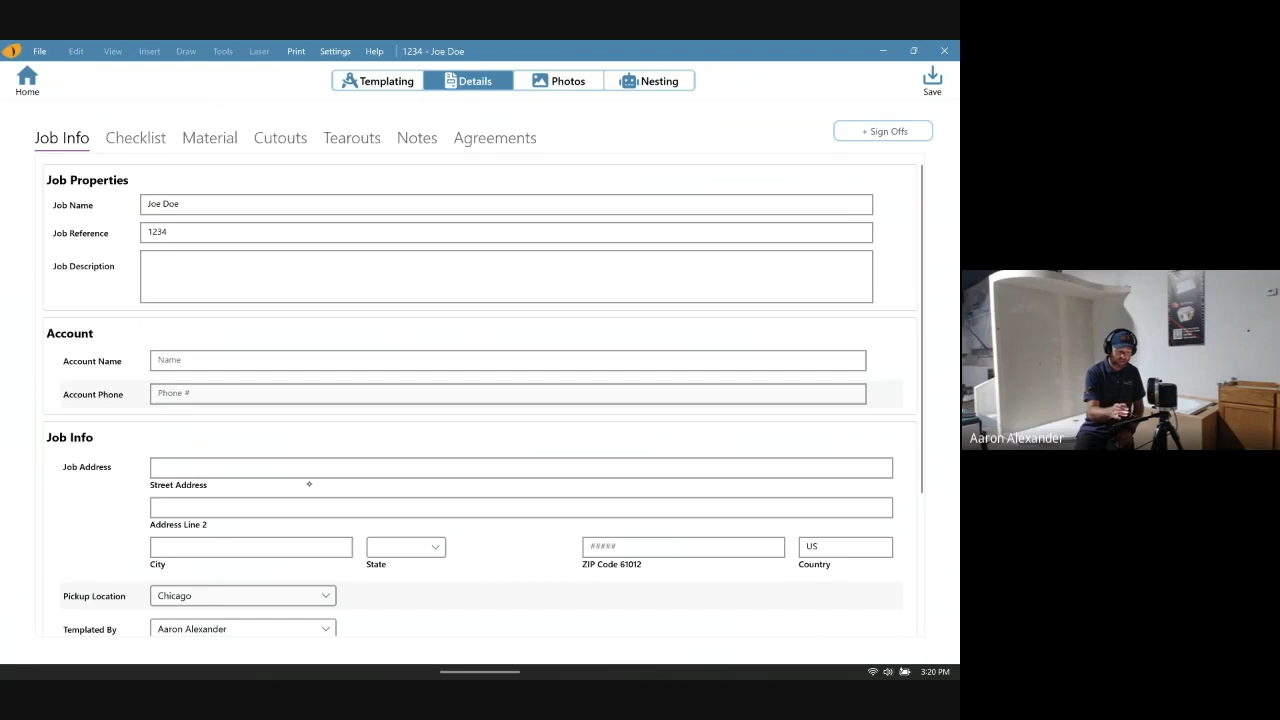 File Edit View Insert Draw Tools Laser Print Settings Help 1234 - Joe Doe
Home
Templating Details Photos Nesting
Save
Job Info Checklist Material Cutouts Tearouts Notes Agreements
+ Sign Offs
Job Properties
Job Name Joe Doe
Job Reference 1234
Job Description
Account
Account Name Name
Account Phone Phone #
Job Info
Job Address
Street Address
Address Line 2
##### US
City State ZIP Code 61012 Country
Pickup Location Chicago
Templated By Aaron Alexander
3:20 PM
Aaron Alexander